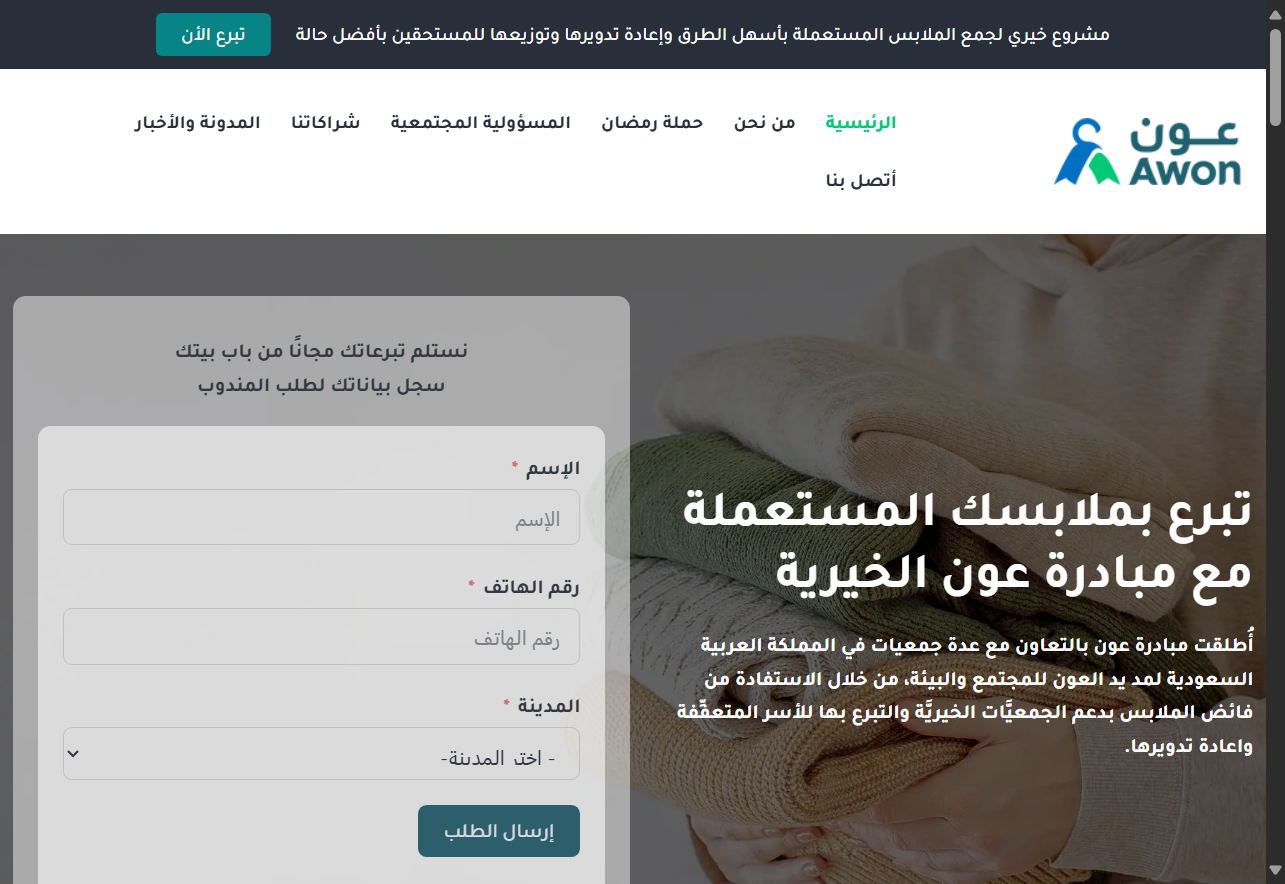 مشروع خيري لجمع الملابس المستعملة بأسهل الطرق وإعادة تدويرها وتوزيعها للمستحقين بأفضل حالة
تبرع الأن
عـون
Awon
الرئيسية
من نحن
حملة رمضان
المسؤولية المجتمعية
شراكاتنا
المدونة والأخبار
أتصل بنا
تبرع بملابسك المستعملة
مع مبادرة عون الخيرية
أُطلقت مبادرة عون بالتعاون مع عدة جمعيات في المملكة العربية
السعودية لمد يد العون للمجتمع والبيئة، من خلال الاستفادة من
فائض الملابس بدعم الجمعيَّات الخيريَّة والتبرع بها للأسر المتعفِّفة
واعادة تدويرها.
نستلم تبرعاتك مجانًا من باب بيتك
سجل بياناتك لطلب المندوب
الإسم *
الإسم
رقم الهاتف *
رقم الهاتف
المدينة *
- اختر المدينة-
إرسال الطلب